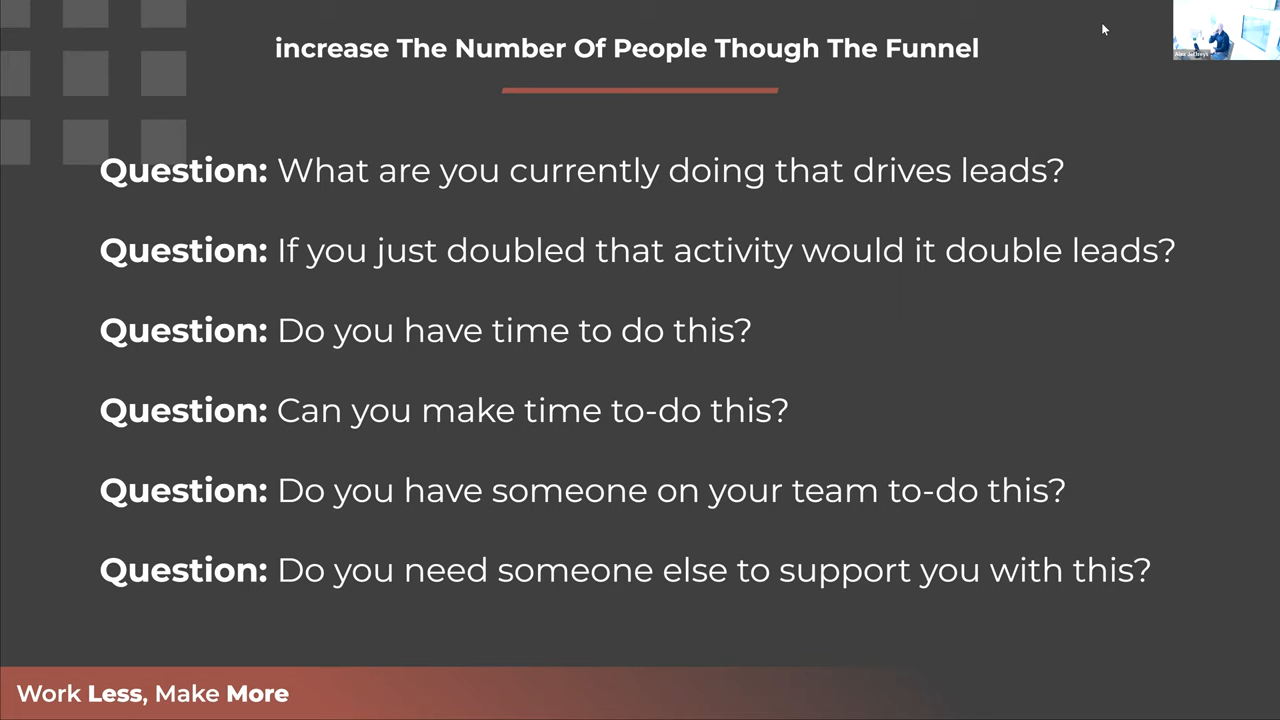 increase The Number Of People Though The Funnel
Question: What are you currently doing that drives leads?
Question: If you just doubled that activity would it double leads?
Question: Do you have time to do this?
Question: Can you make time to-do this?
Question: Do you have someone on your team to-do this?
Question: Do you need someone else to support you with this?
Work Less, Make More